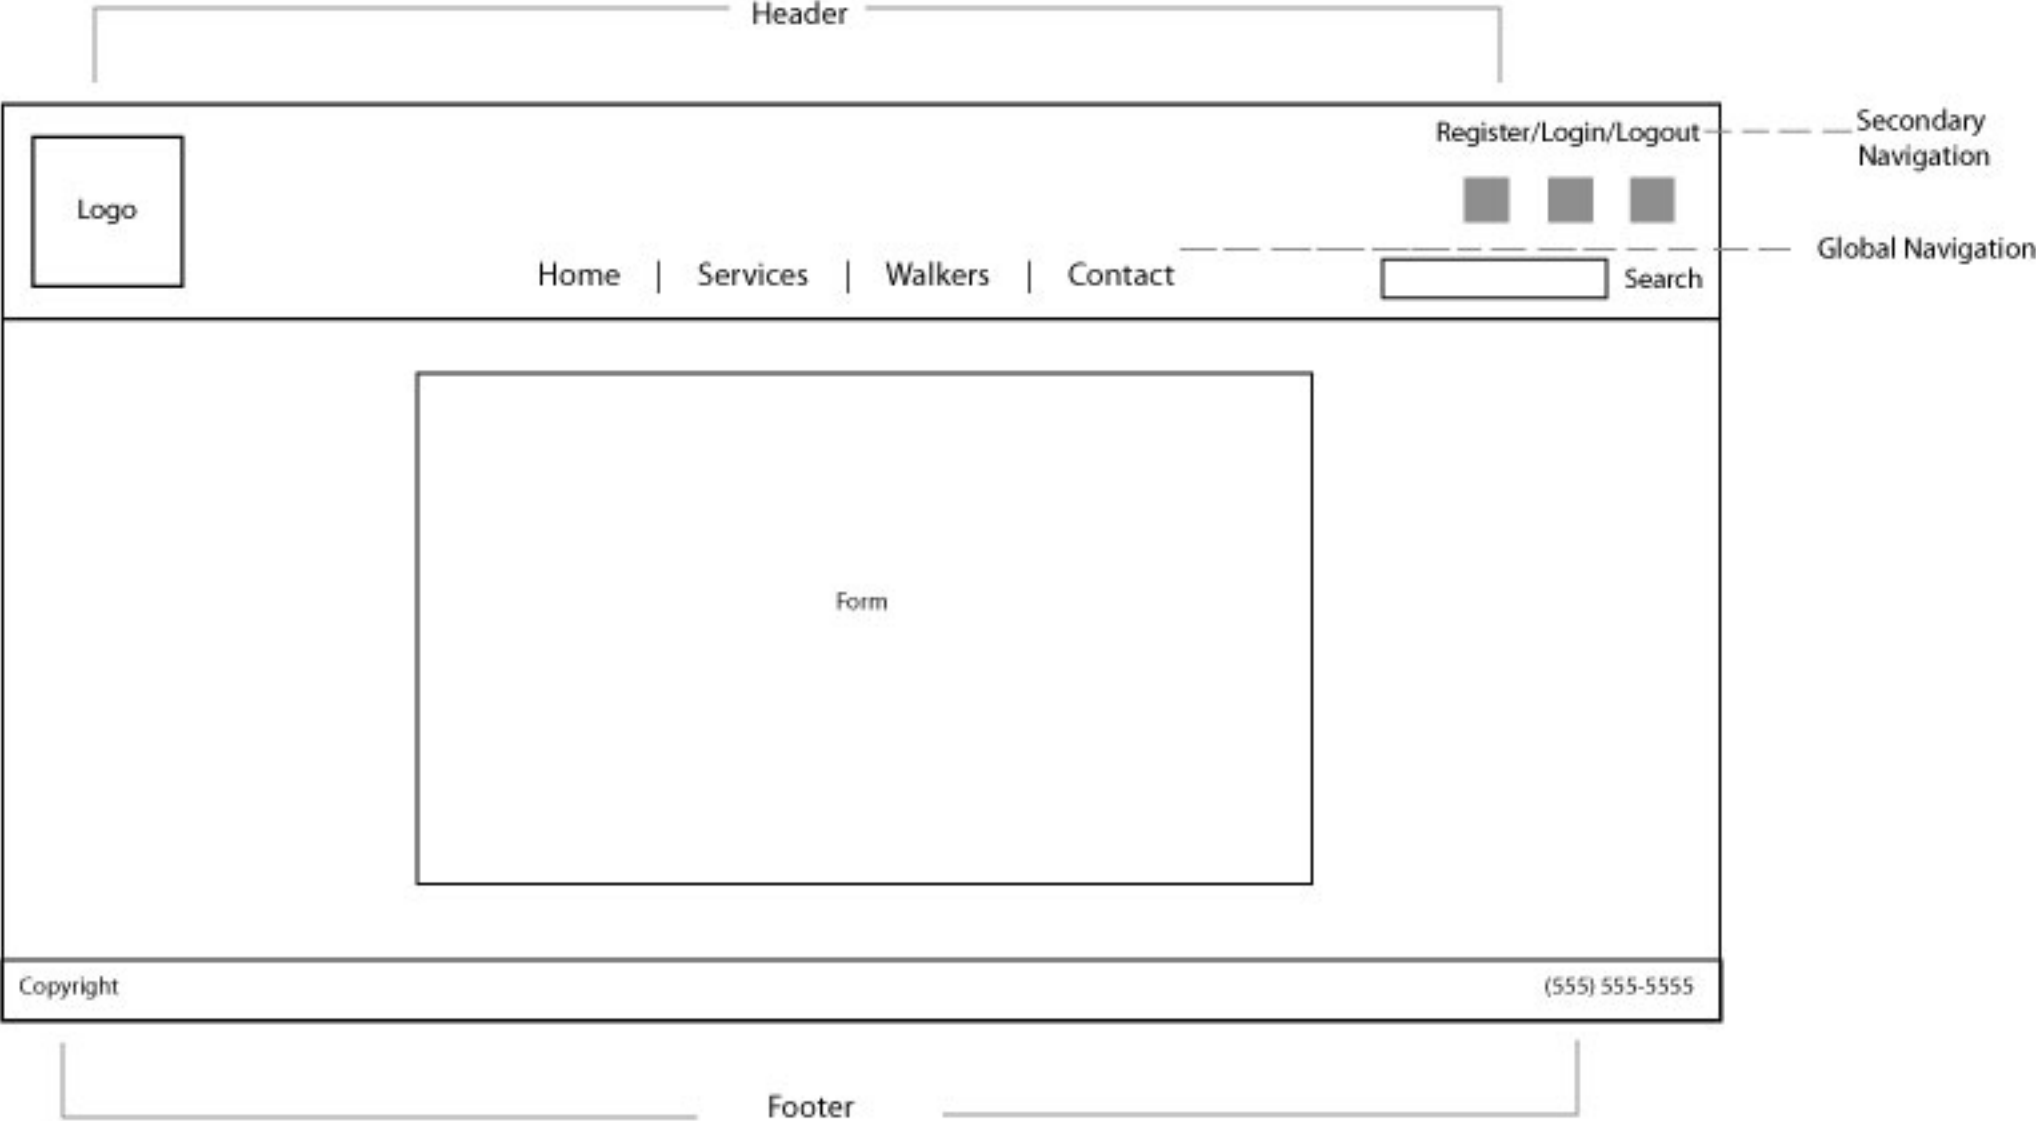 Header
Register/Login/Logout
Secondary
Navigation
Logo
Global Navigation
Home | Services | Walkers | Contact
Search
Form
Copyright
(555) 555-5555
Footer